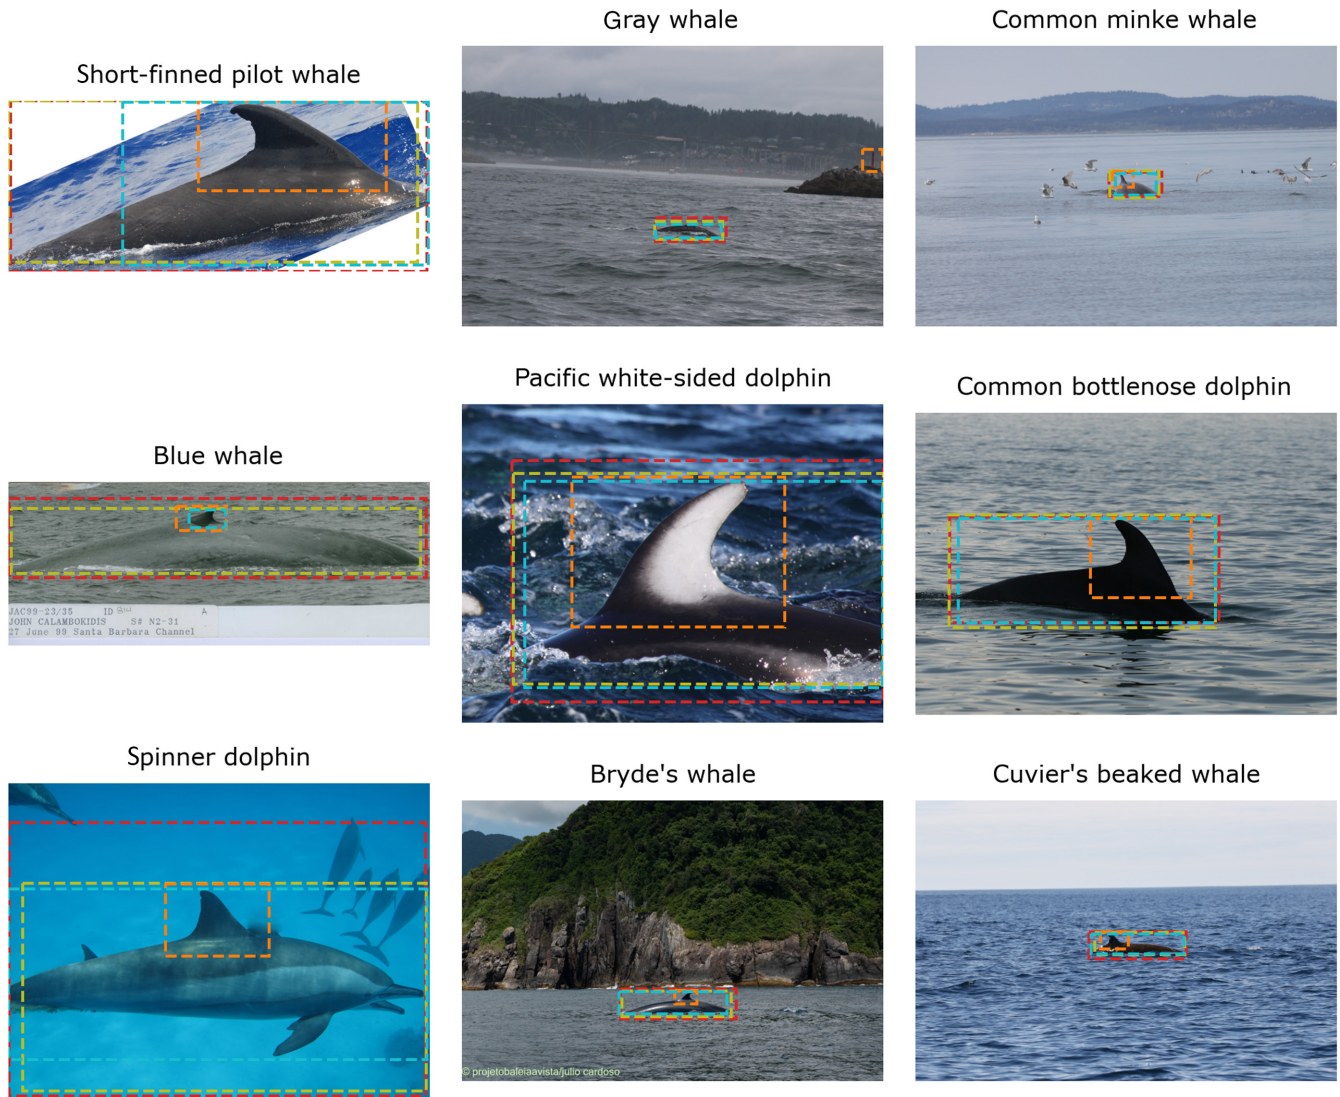 Short-finned pilot whale
Gray whale
Common minke whale
Blue whale
JAC99-23/35 ID A
JOHN CALAMBOKIDIS S# NZ-31
27 June 99 Santa Barbara Channel
Pacific white-sided dolphin
Common bottlenose dolphin
Spinner dolphin
Bryde's whale
© projetobaleiaavista/julio cardoso
Cuvier's beaked whale